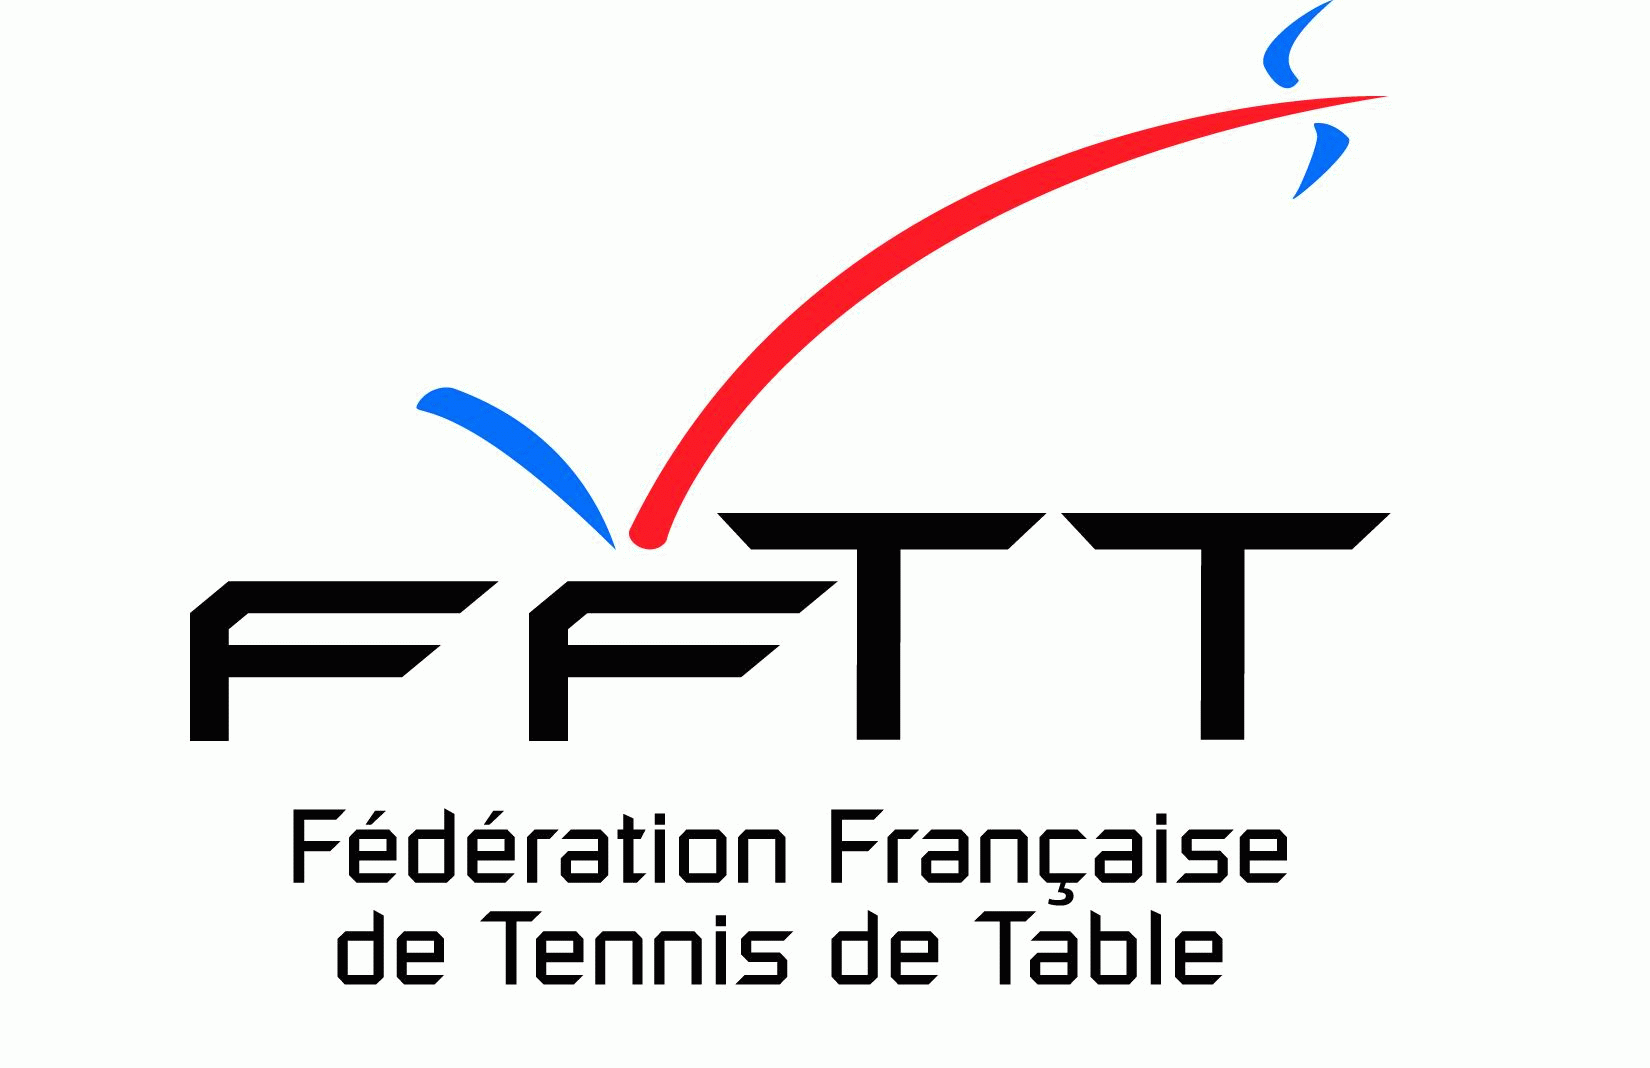 FFTT
Fédération Française
de Tennis de Table